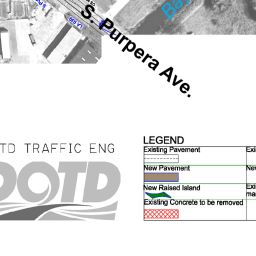 S. Purpera Ave.
TD TRAFFIC ENG
DOTD
LEGEND
Existing Pavement
New Pavement
New Raised Island
Existing Concrete to be removed